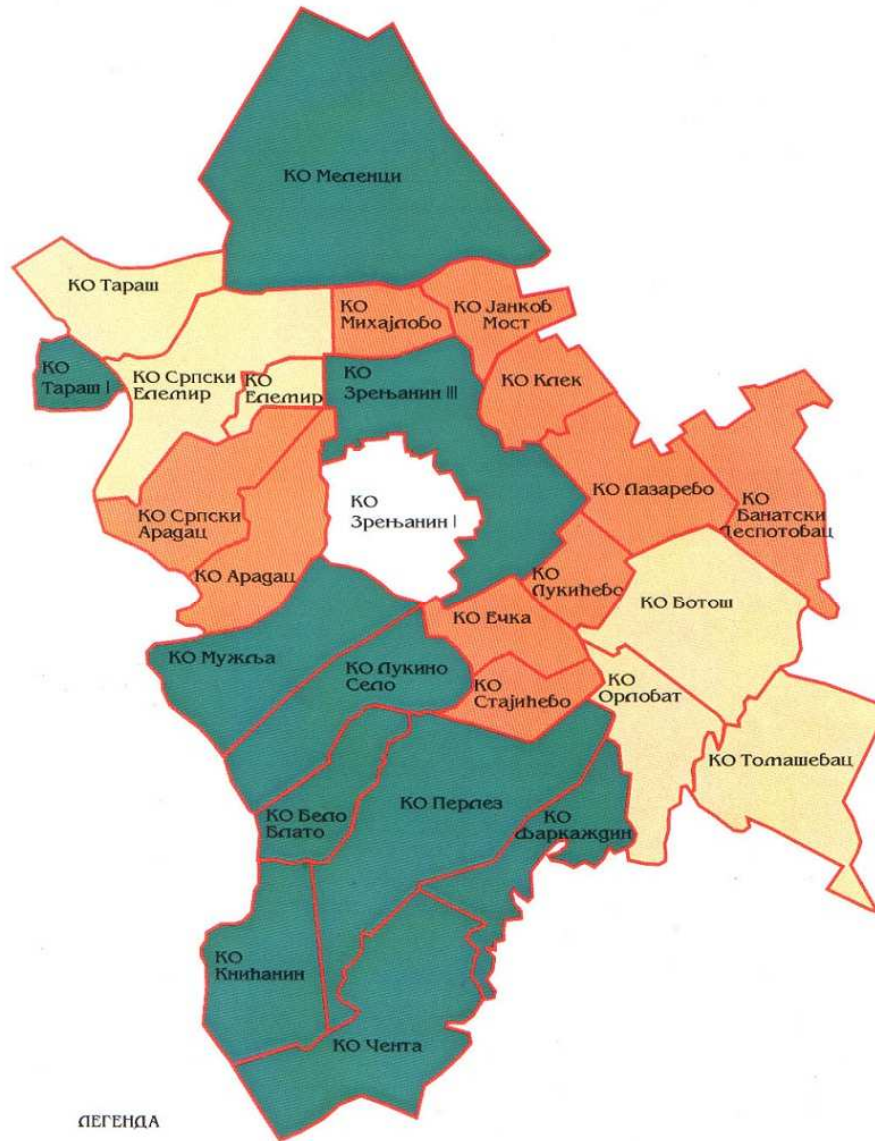 КО Меленци
КО Тараш
КО
Михајлово
КО Јанков
Мост
КО
Тараш I
КО Српски
Елемир
КО
Елемир
КО
Зрењанин III
КО Клек
КО Лазарево
КО
Банатски
Деспотовац
КО
Зрењанин I
КО Српски
Арадац
КО Арадац
КО
Лукићево
КО Ботош
КО Ечка
КО Мужља
КО Лукино
Село
КО
Стајићево
КО
Орловат
КО Томашевац
КО Перлез
КО Бело
Блато
КО
Фаркаждин
КО
Книћанин
КО Чента
ЛЕГЕНДА